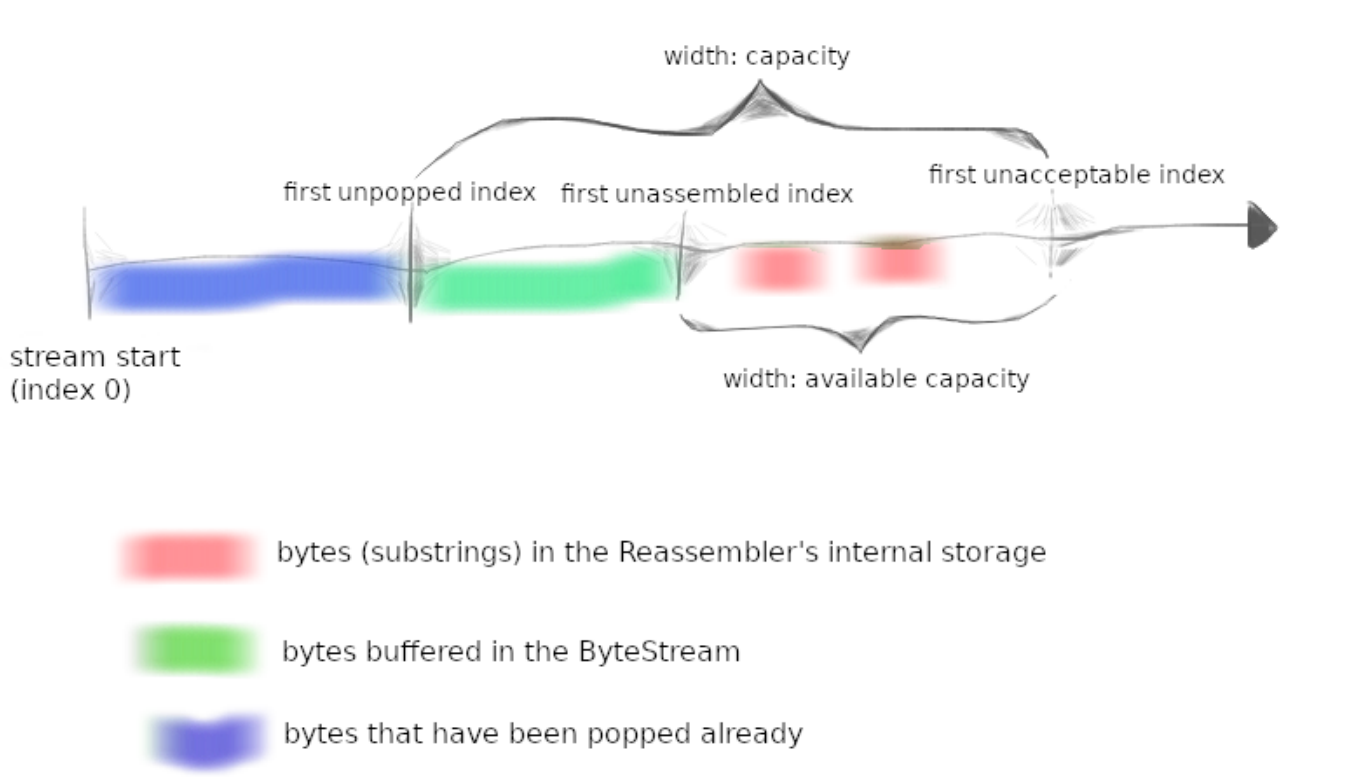 width: capacity
first unpopped index
first unassembled index
first unacceptable index
stream start
(index 0)
width: available capacity
bytes (substrings) in the Reassembler's internal storage
bytes buffered in the ByteStream
bytes that have been popped already